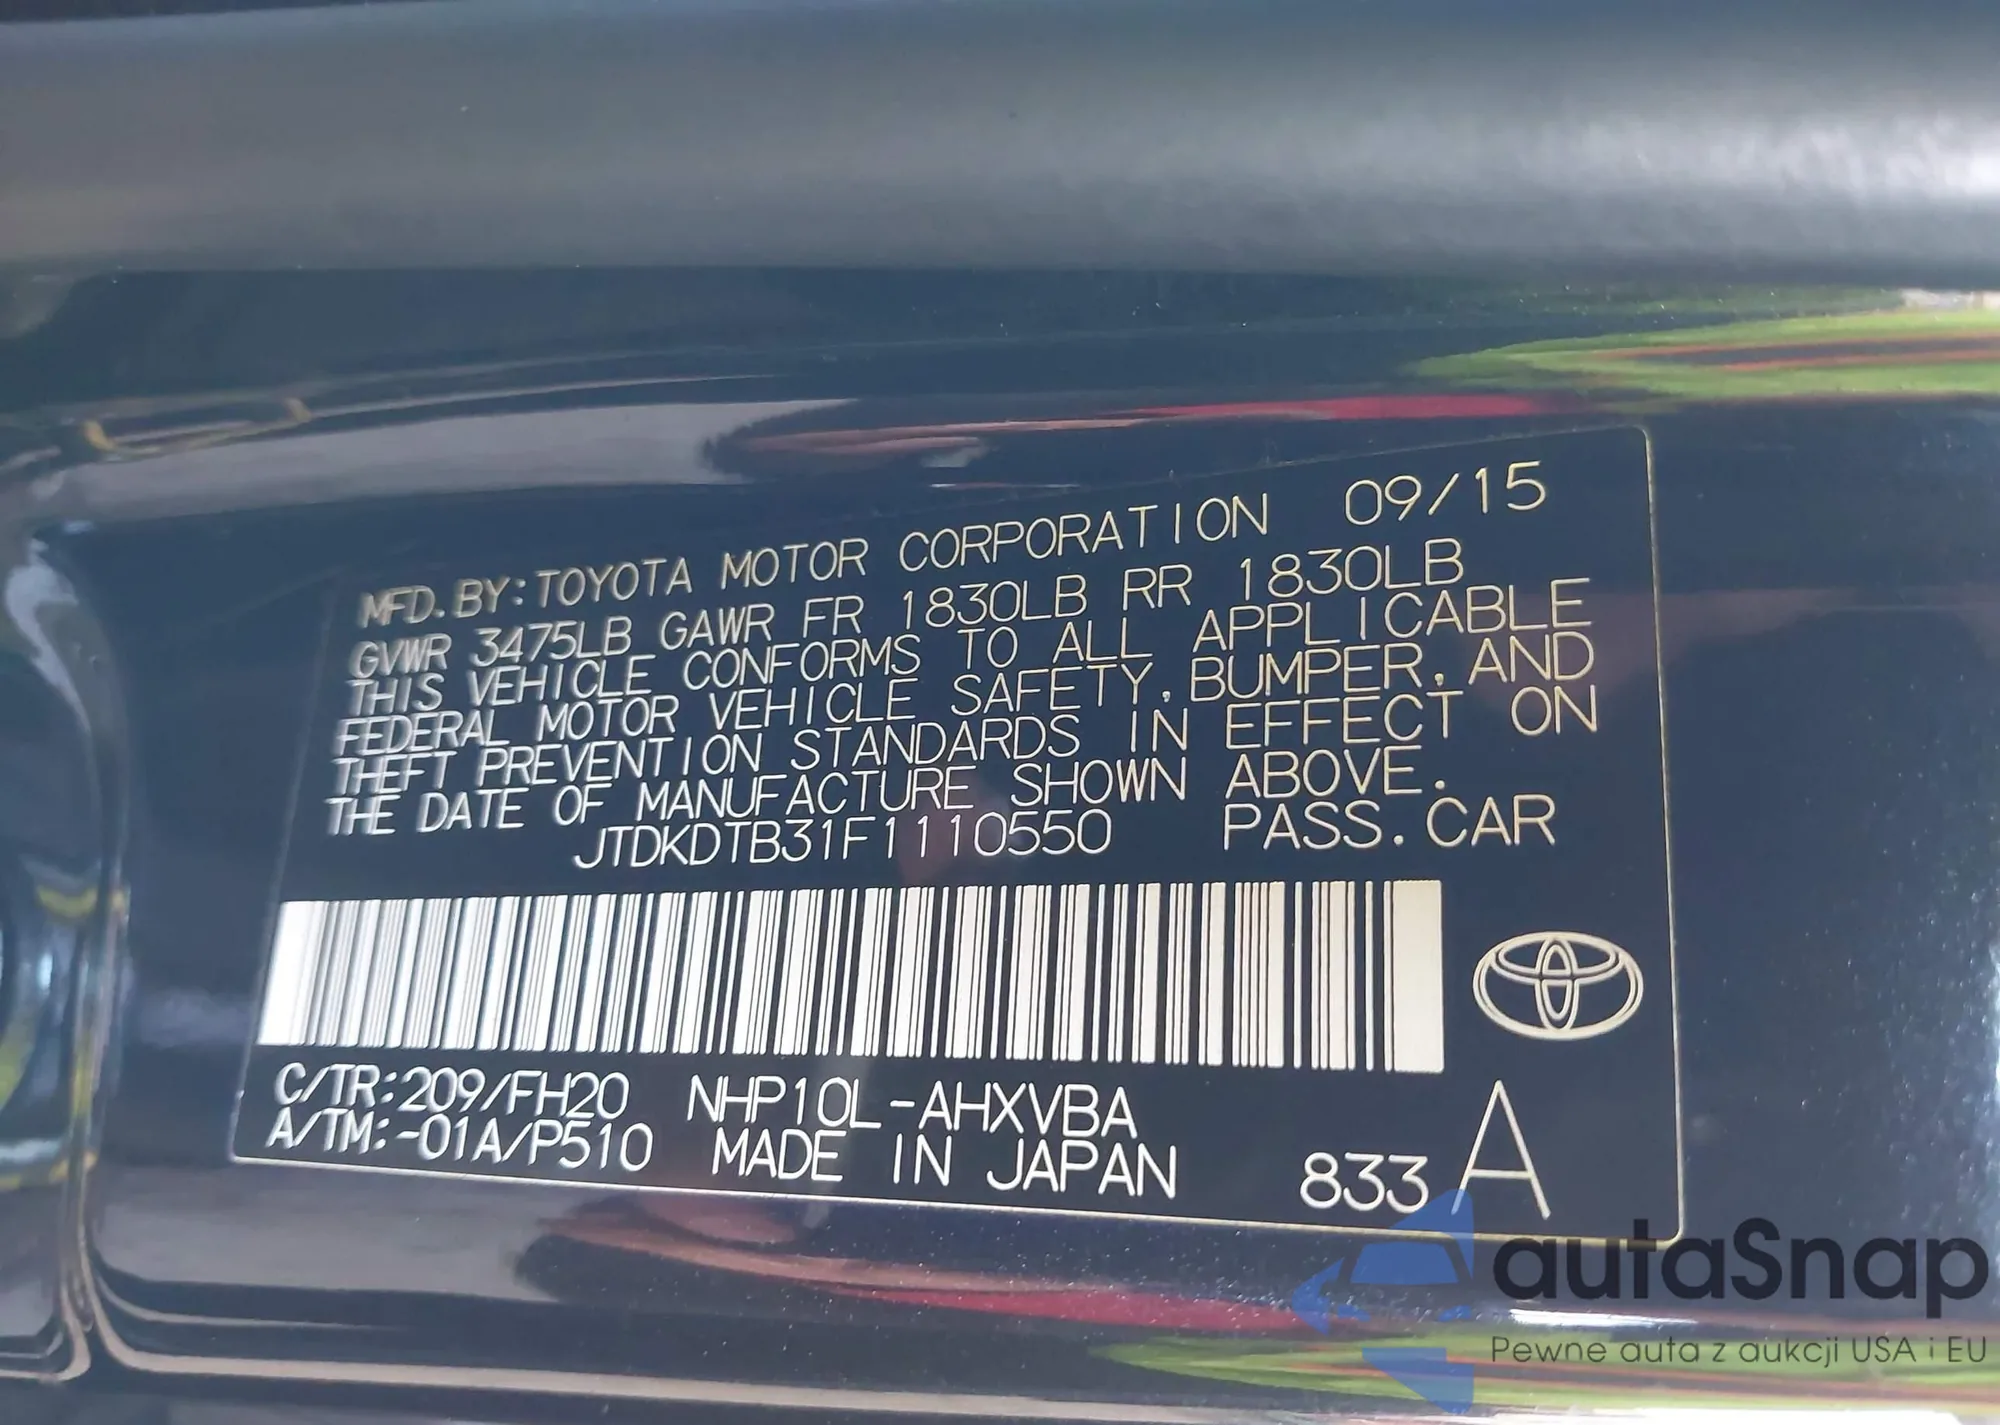 MFD. BY: TOYOTA MOTOR CORPORATION 09/15
GVWR 3475LB GAWR FR 1830LB RR 1830LB
THIS VEHICLE CONFORMS TO ALL APPLICABLE
FEDERAL MOTOR VEHICLE SAFETY, BUMPER, AND
THEFT PREVENTION STANDARDS IN EFFECT ON
THE DATE OF MANUFACTURE SHOWN ABOVE.
JTDKDTB31F1110550 PASS. CAR
C/TR:209/FH20 NHP10L-AHXVBA
A/TM:-01A/P510 MADE IN JAPAN 833 A
autaSnap
Pewne auta z aukcji USA i EU